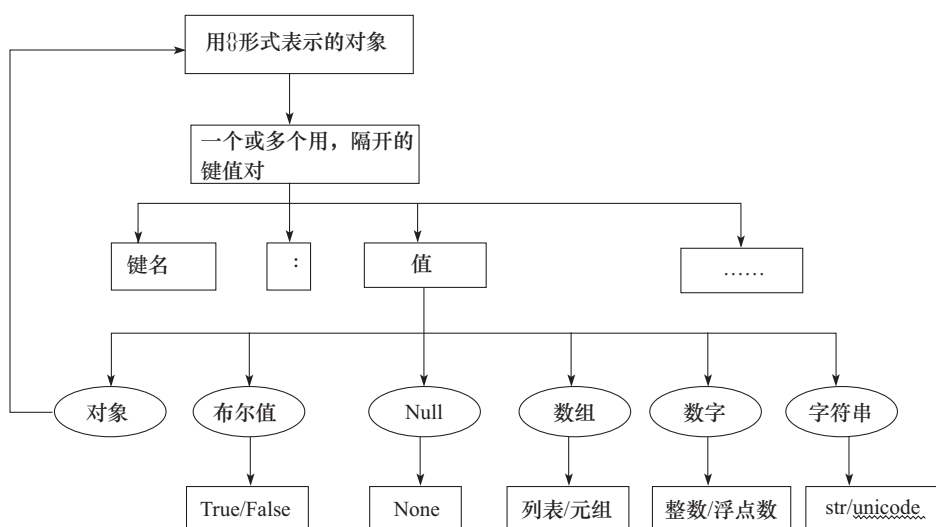 用{}形式表示的对象
一个或多个用，隔开的
键值对
键名
：
值
……
对象
布尔值
Null
数组
数字
字符串
True/False
None
列表/元组
整数/浮点数
str/unicode